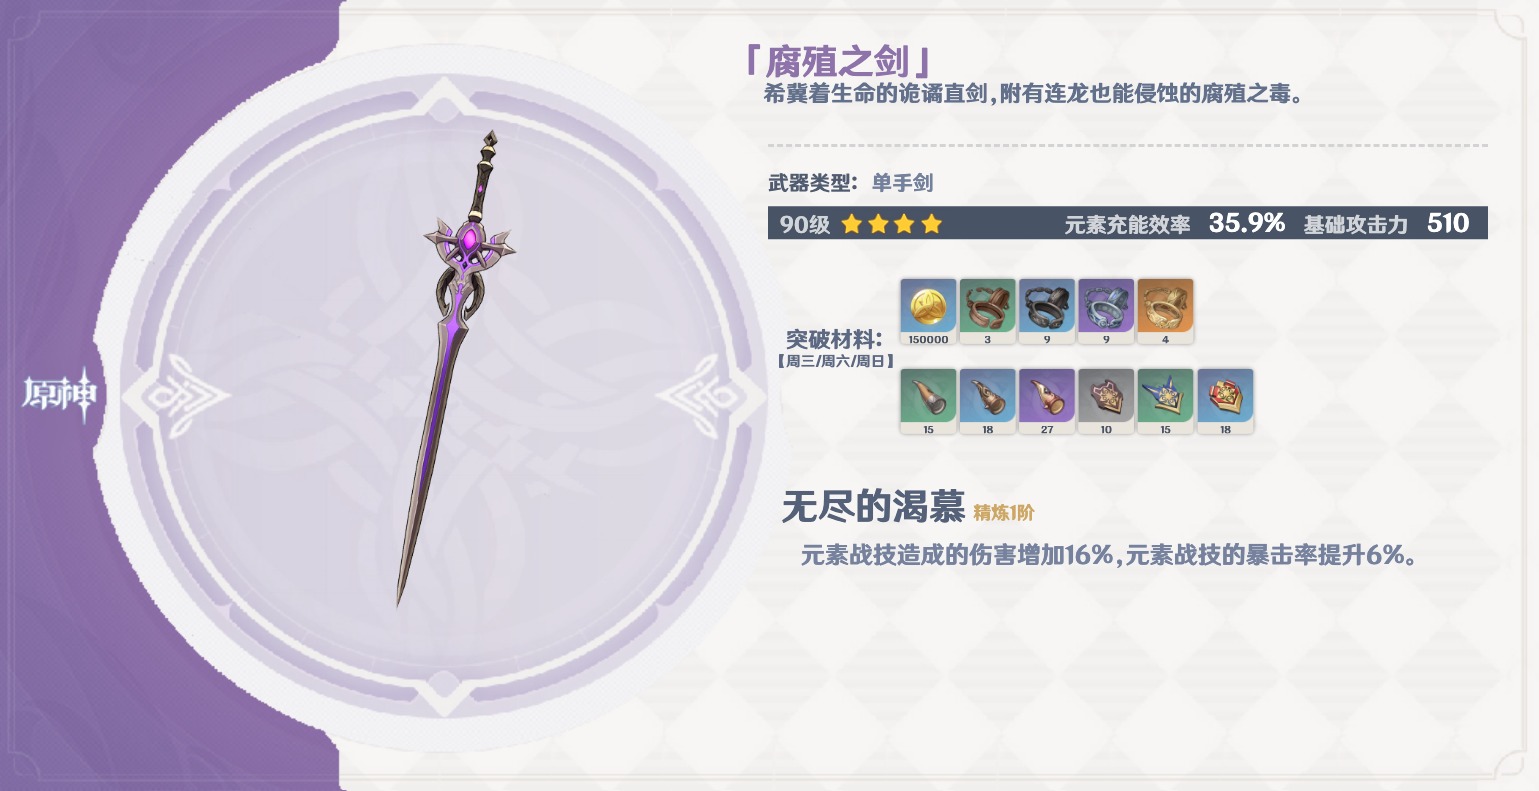 「腐殖之剑」
希冀着生命的诡谲直剑,附有连龙也能侵蚀的腐殖之毒。
武器类型: 单手剑
90级 元素充能效率 35.9% 基础攻击力 510
150000 3 9 9 4
突破材料:
【周三/周六/周日】
15 18 27 10 15 18
原神
无尽的渴慕 精炼1阶
元素战技造成的伤害增加16%,元素战技的暴击率提升6%。